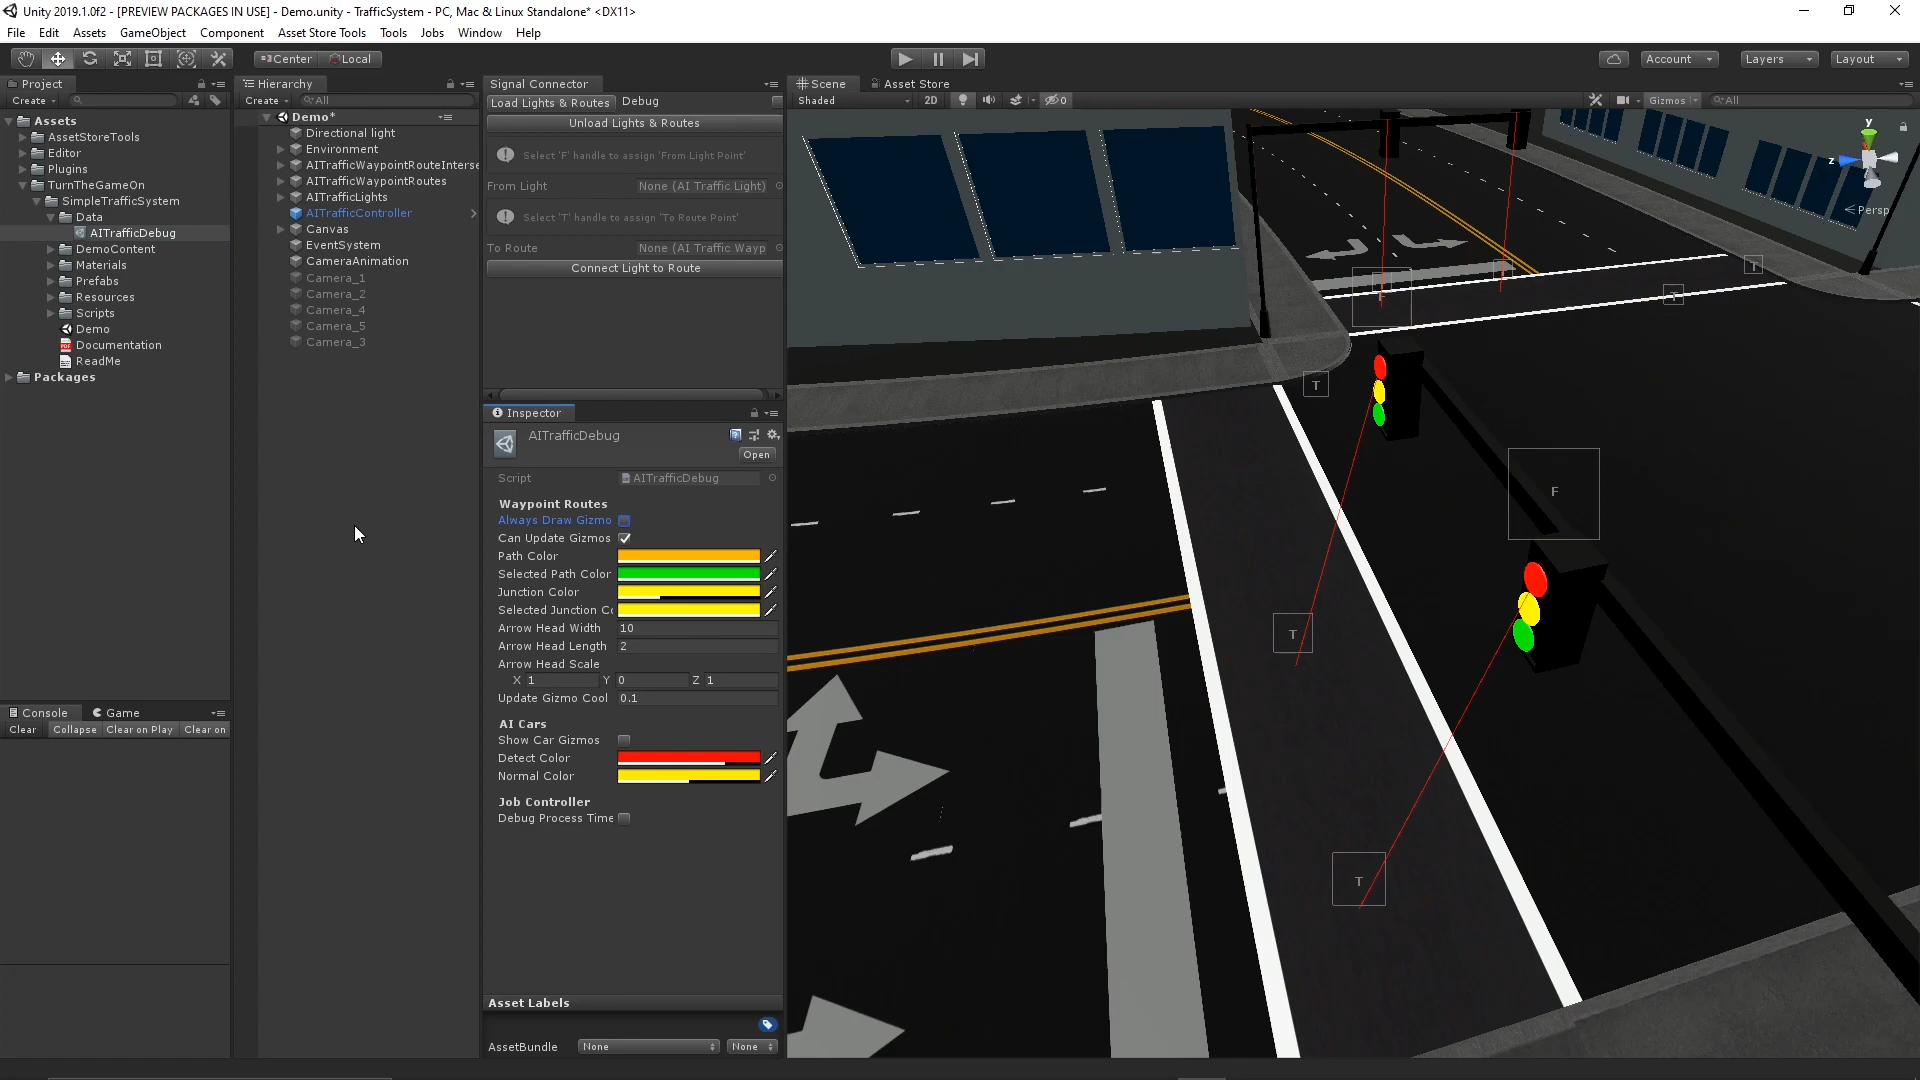 Unity 2019.1.0f2 - [PREVIEW PACKAGES IN USE] - Demo.unity - TrafficSystem - PC, Mac & Linux Standalone* <DX11>
File Edit Assets GameObject Component Asset Store Tools Tools Jobs Window Help
Center Local Account Layers Layout
Project
Create
Assets
AssetStoreTools
Editor
Plugins
TurnTheGameOn
SimpleTrafficSystem
Data
AITrafficDebug
DemoContent
Materials
Prefabs
Resources
Scripts
Demo
Documentation
ReadMe
Packages
Console Game
Clear Collapse Clear on Play Clear on
Hierarchy
Create All
Demo*
Directional light
Environment
AITrafficWaypointRouteInterse
AITrafficWaypointRoutes
AITrafficLights
AITrafficController
Canvas
EventSystem
CameraAnimation
Camera_1
Camera_2
Camera_4
Camera_5
Camera_3
Signal Connector
Load Lights & Routes Debug
Unload Lights & Routes
Select 'F' handle to assign 'From Light Point'
From Light None (AI Traffic Light)
Select 'T' handle to assign 'To Route Point'
To Route None (AI Traffic Wayp
Connect Light to Route
Inspector
AITrafficDebug
Open
Script AITrafficDebug
Waypoint Routes
Always Draw Gizmo
Can Update Gizmos
Path Color
Selected Path Color
Junction Color
Selected Junction Co
Arrow Head Width 10
Arrow Head Length 2
Arrow Head Scale
X 1 Y 0 Z 1
Update Gizmo Cool 0.1
AI Cars
Show Car Gizmos
Detect Color
Normal Color
Job Controller
Debug Process Time
Asset Labels
AssetBundle None None
Scene Asset Store
Shaded 2D 0 Gizmos All
y
z
Persp
T
T
T
F
T
T